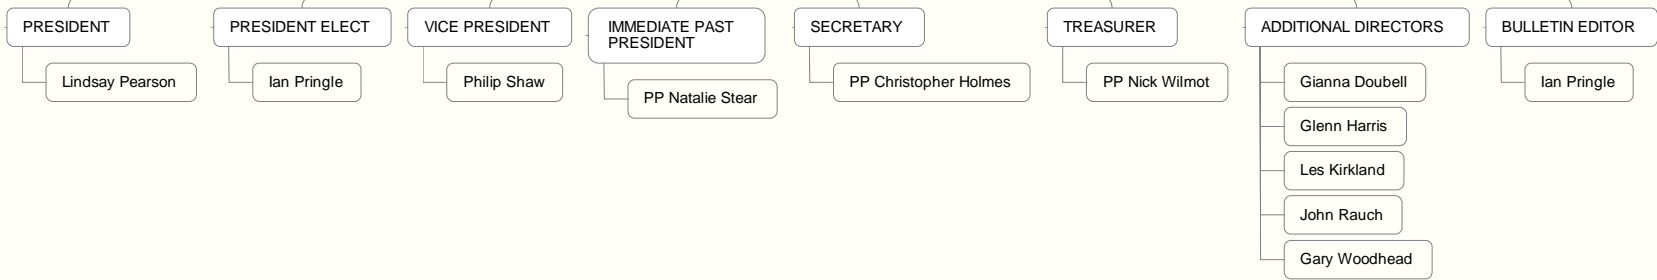 PRESIDENT
Lindsay Pearson
PRESIDENT ELECT
Ian Pringle
VICE PRESIDENT
Philip Shaw
IMMEDIATE PAST
PRESIDENT
PP Natalie Stear
SECRETARY
PP Christopher Holmes
TREASURER
PP Nick Wilmot
ADDITIONAL DIRECTORS
Gianna Doubell
Glenn Harris
Les Kirkland
John Rauch
Gary Woodhead
BULLETIN EDITOR
Ian Pringle